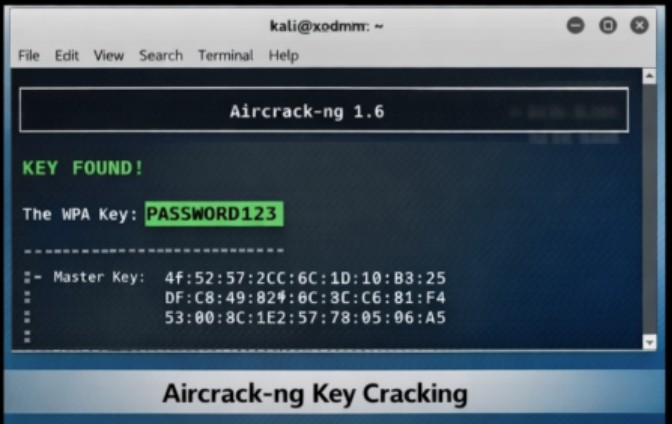 kali@xodmm: ~
File Edit View Search Terminal Help
Aircrack-ng 1.6
KEY FOUND!
The WPA Key: PASSWORD123
Master Key: 4f:52:57:2CC:6C:1D:10:B3:25
DF:C8:49:824:0C:3C:C6:81:F4
53:00:8C:1E2:57:78:05:06:A5
Aircrack-ng Key Cracking